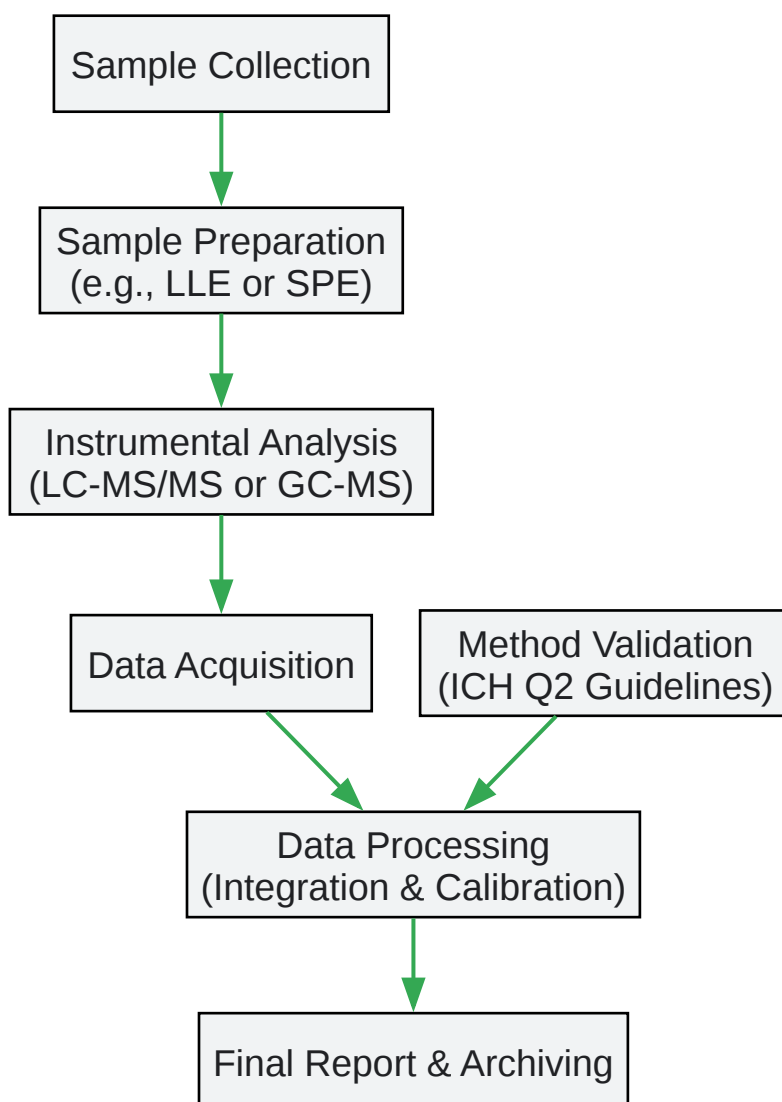 Sample Collection
Sample Preparation
(e.g., LLE or SPE)
Instrumental Analysis
(LC-MS/MS or GC-MS)
Data Acquisition
Method Validation
(ICH Q2 Guidelines)
Data Processing
(Integration & Calibration)
Final Report & Archiving